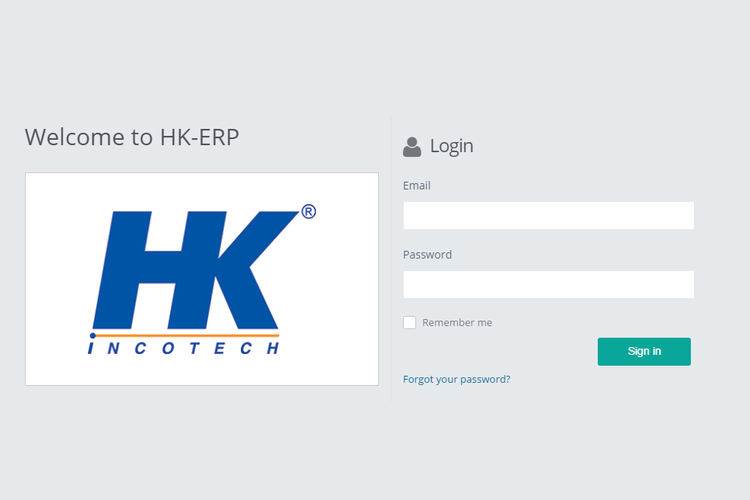 Welcome to HK-ERP
HK®
INCOTECH
Login
Email
Password
Remember me
Sign in
Forgot your password?